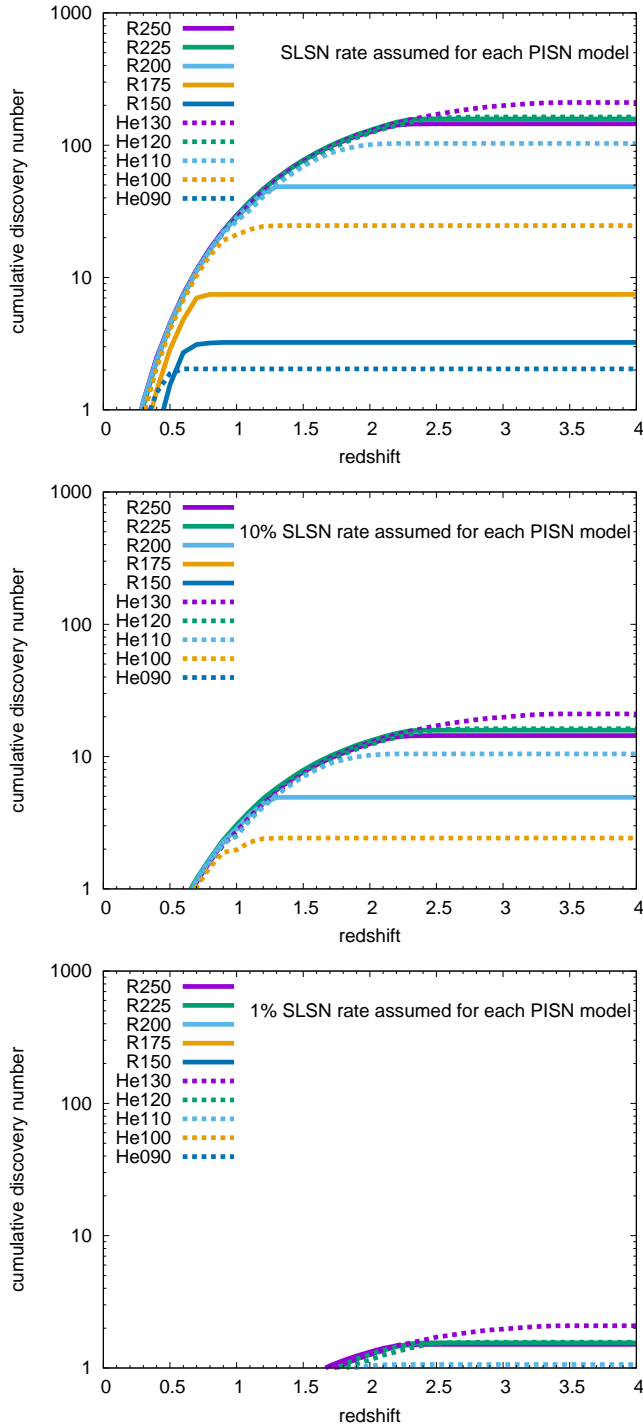 1000
100
10
1
cumulative discovery number
R250
R225
R200
R175
R150
He130
He120
He110
He100
He090
SLSN rate assumed for each PISN model
0 0.5 1 1.5 2 2.5 3 3.5 4
redshift
1000
100
10
1
cumulative discovery number
R250
R225
R200
R175
R150
He130
He120
He110
He100
He090
10% SLSN rate assumed for each PISN model
0 0.5 1 1.5 2 2.5 3 3.5 4
redshift
1000
100
10
1
cumulative discovery number
R250
R225
R200
R175
R150
He130
He120
He110
He100
He090
1% SLSN rate assumed for each PISN model
0 0.5 1 1.5 2 2.5 3 3.5 4
redshift